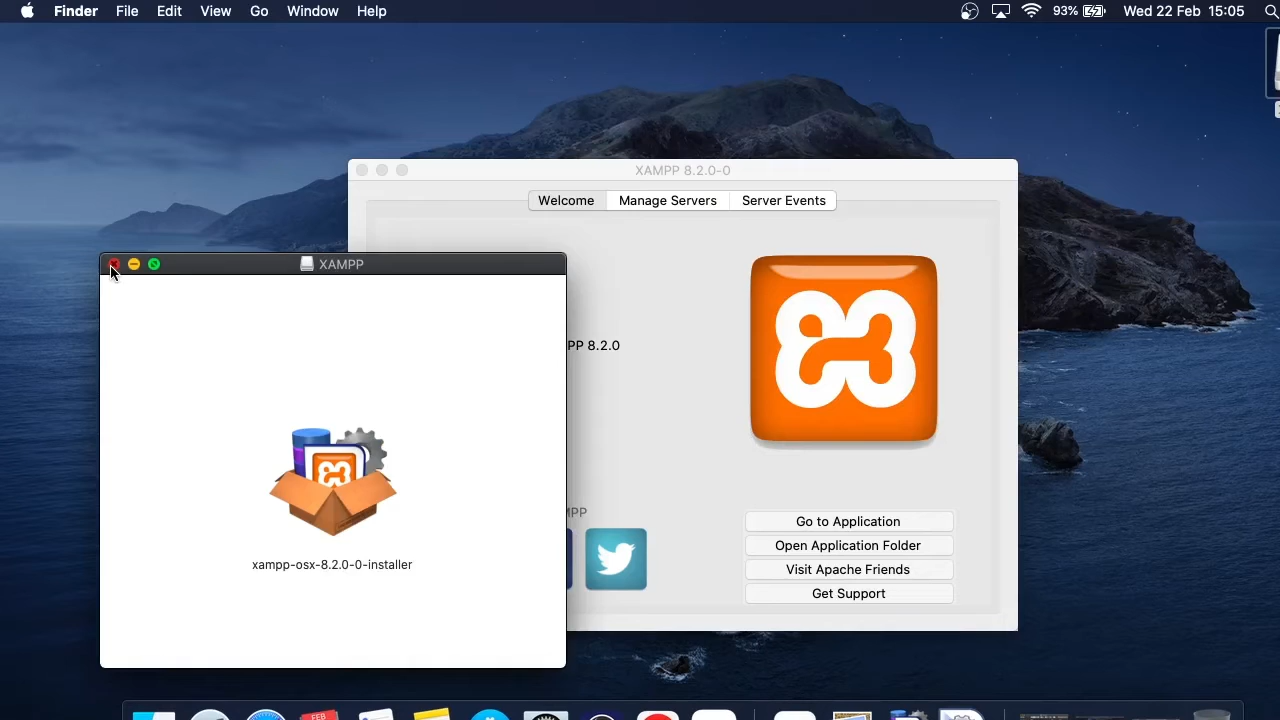 Finder File Edit View Go Window Help 93% Wed 22 Feb 15:05
XAMPP 8.2.0-0
Welcome Manage Servers Server Events
XAMPP
PP 8.2.0
xampp-osx-8.2.0-0-installer
MPP
Go to Application
Open Application Folder
Visit Apache Friends
Get Support
FEB